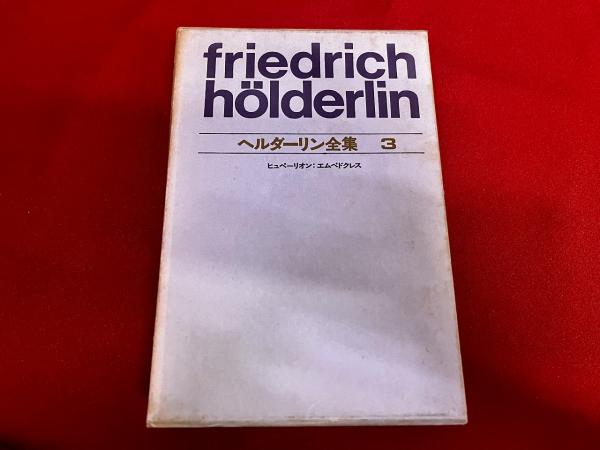 friedrich
hölderlin
ヘルダーリン全集 3
ヒュペーリオン:エムペドクレス